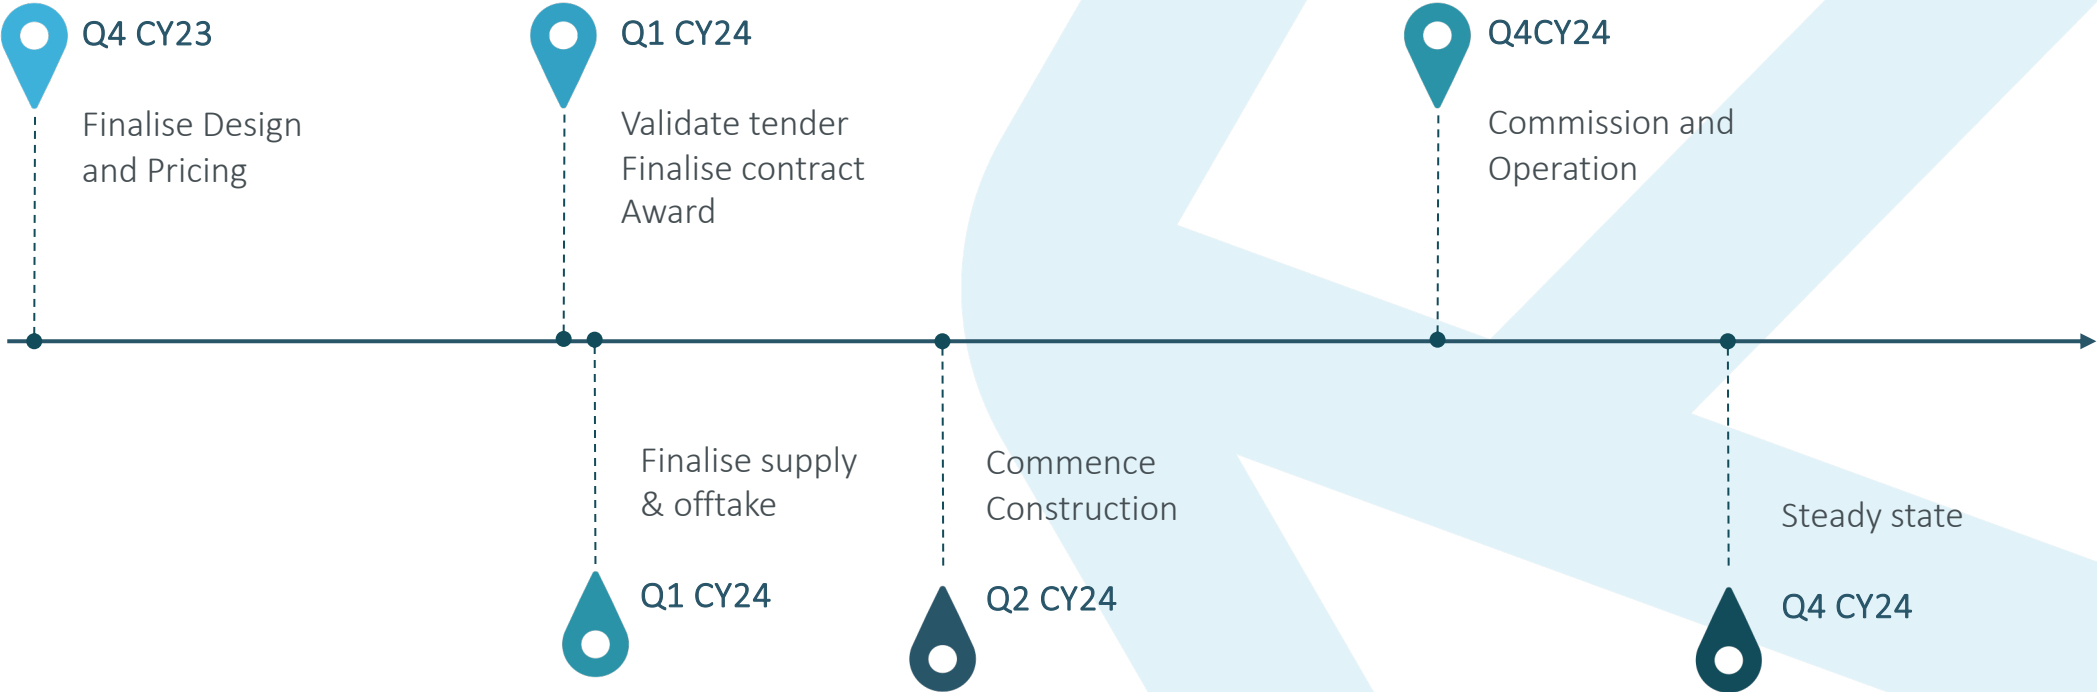 Q4 CY23
Finalise Design
and Pricing
Q1 CY24
Validate tender
Finalise contract
Award
Q4CY24
Commission and
Operation
Finalise supply
& offtake
Q1 CY24
Commence
Construction
Q2 CY24
Steady state
Q4 CY24